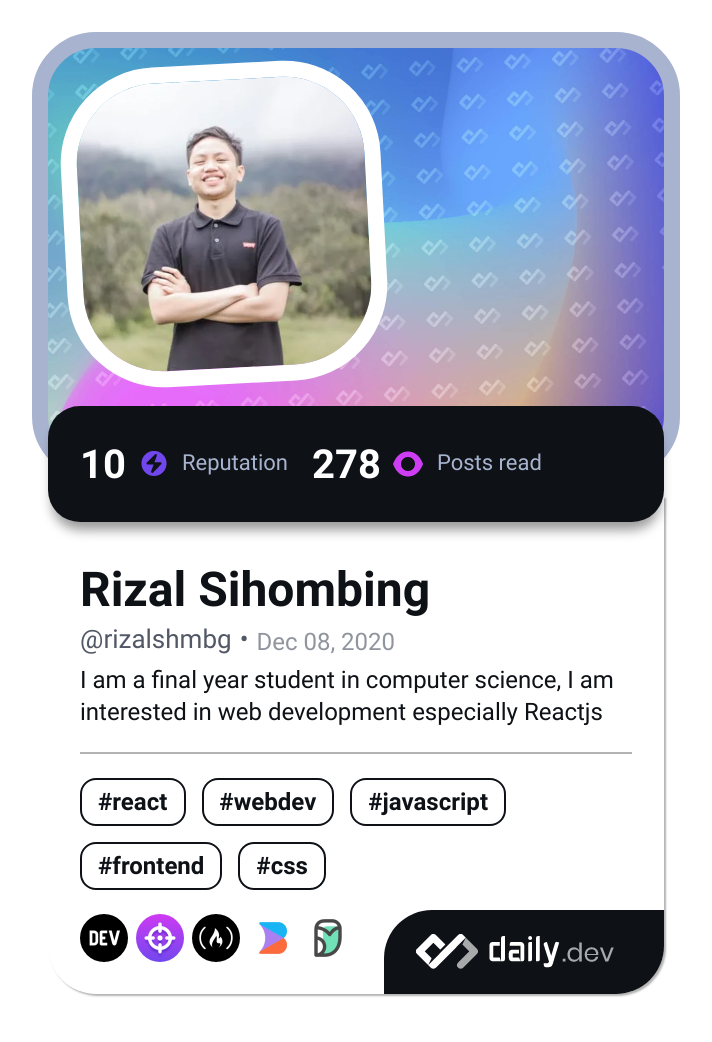 10 Reputation 278 Posts read
Rizal Sihombing
@rizalshmbg • Dec 08, 2020
I am a final year student in computer science, I am
interested in web development especially Reactjs
#react #webdev #javascript
#frontend #css
DEV
daily.dev